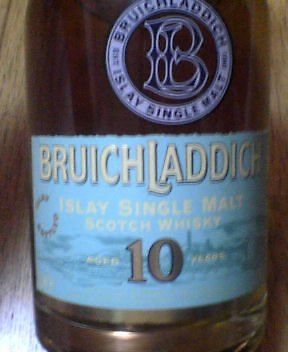 BRUICHLADDICH
B
ISLAY SINGLE MALT
BRUICHLADDICH
ISLAY SINGLE MALT
SCOTCH WHISKY
AGED 10 YEARS